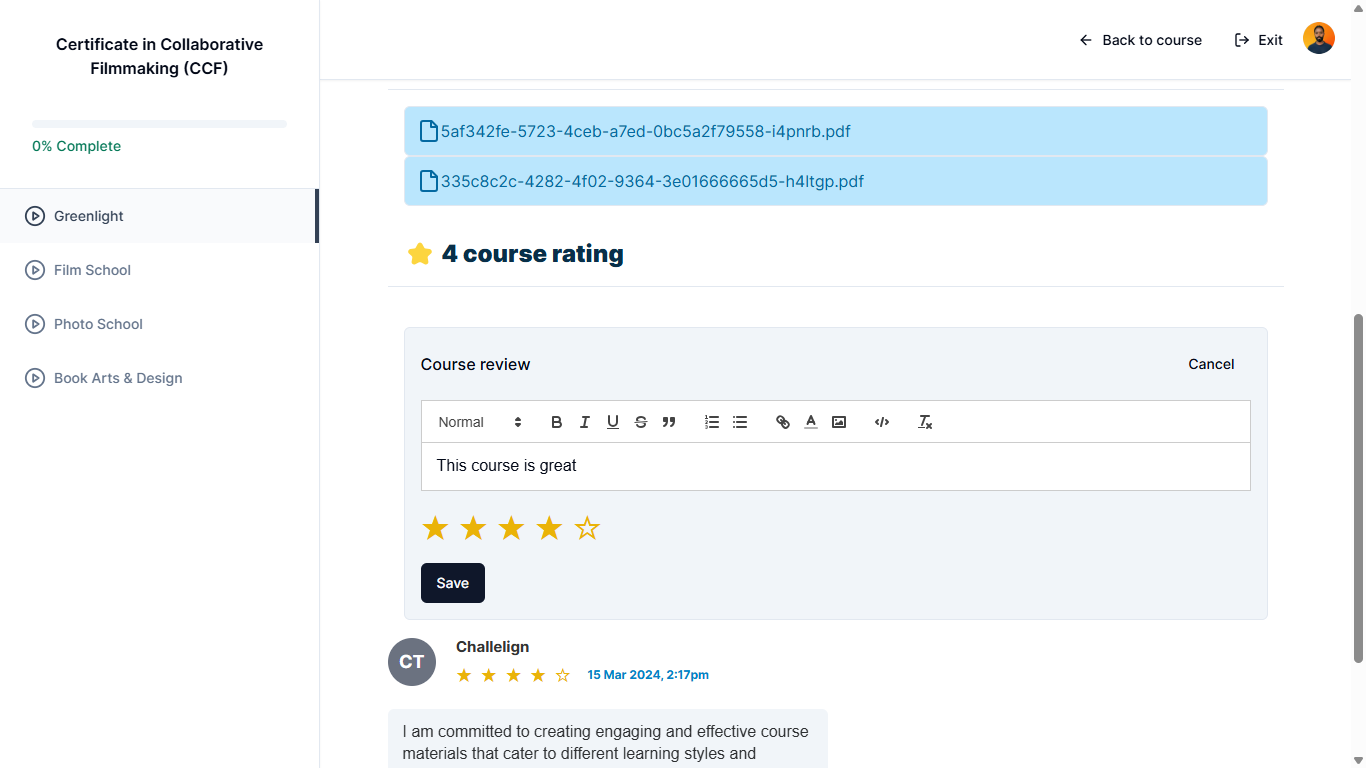 Certificate in Collaborative
Filmmaking (CCF)
0% Complete
Greenlight
Film School
Photo School
Book Arts & Design
Back to course
Exit
5af342fe-5723-4ceb-a7ed-0bc5a2f79558-i4pnrb.pdf
335c8c2c-4282-4f02-9364-3e01666665d5-h4ltgp.pdf
4 course rating
Course review
Cancel
Normal
This course is great
Save
CT
Challelign
15 Mar 2024, 2:17pm
I am committed to creating engaging and effective course
materials that cater to different learning styles and